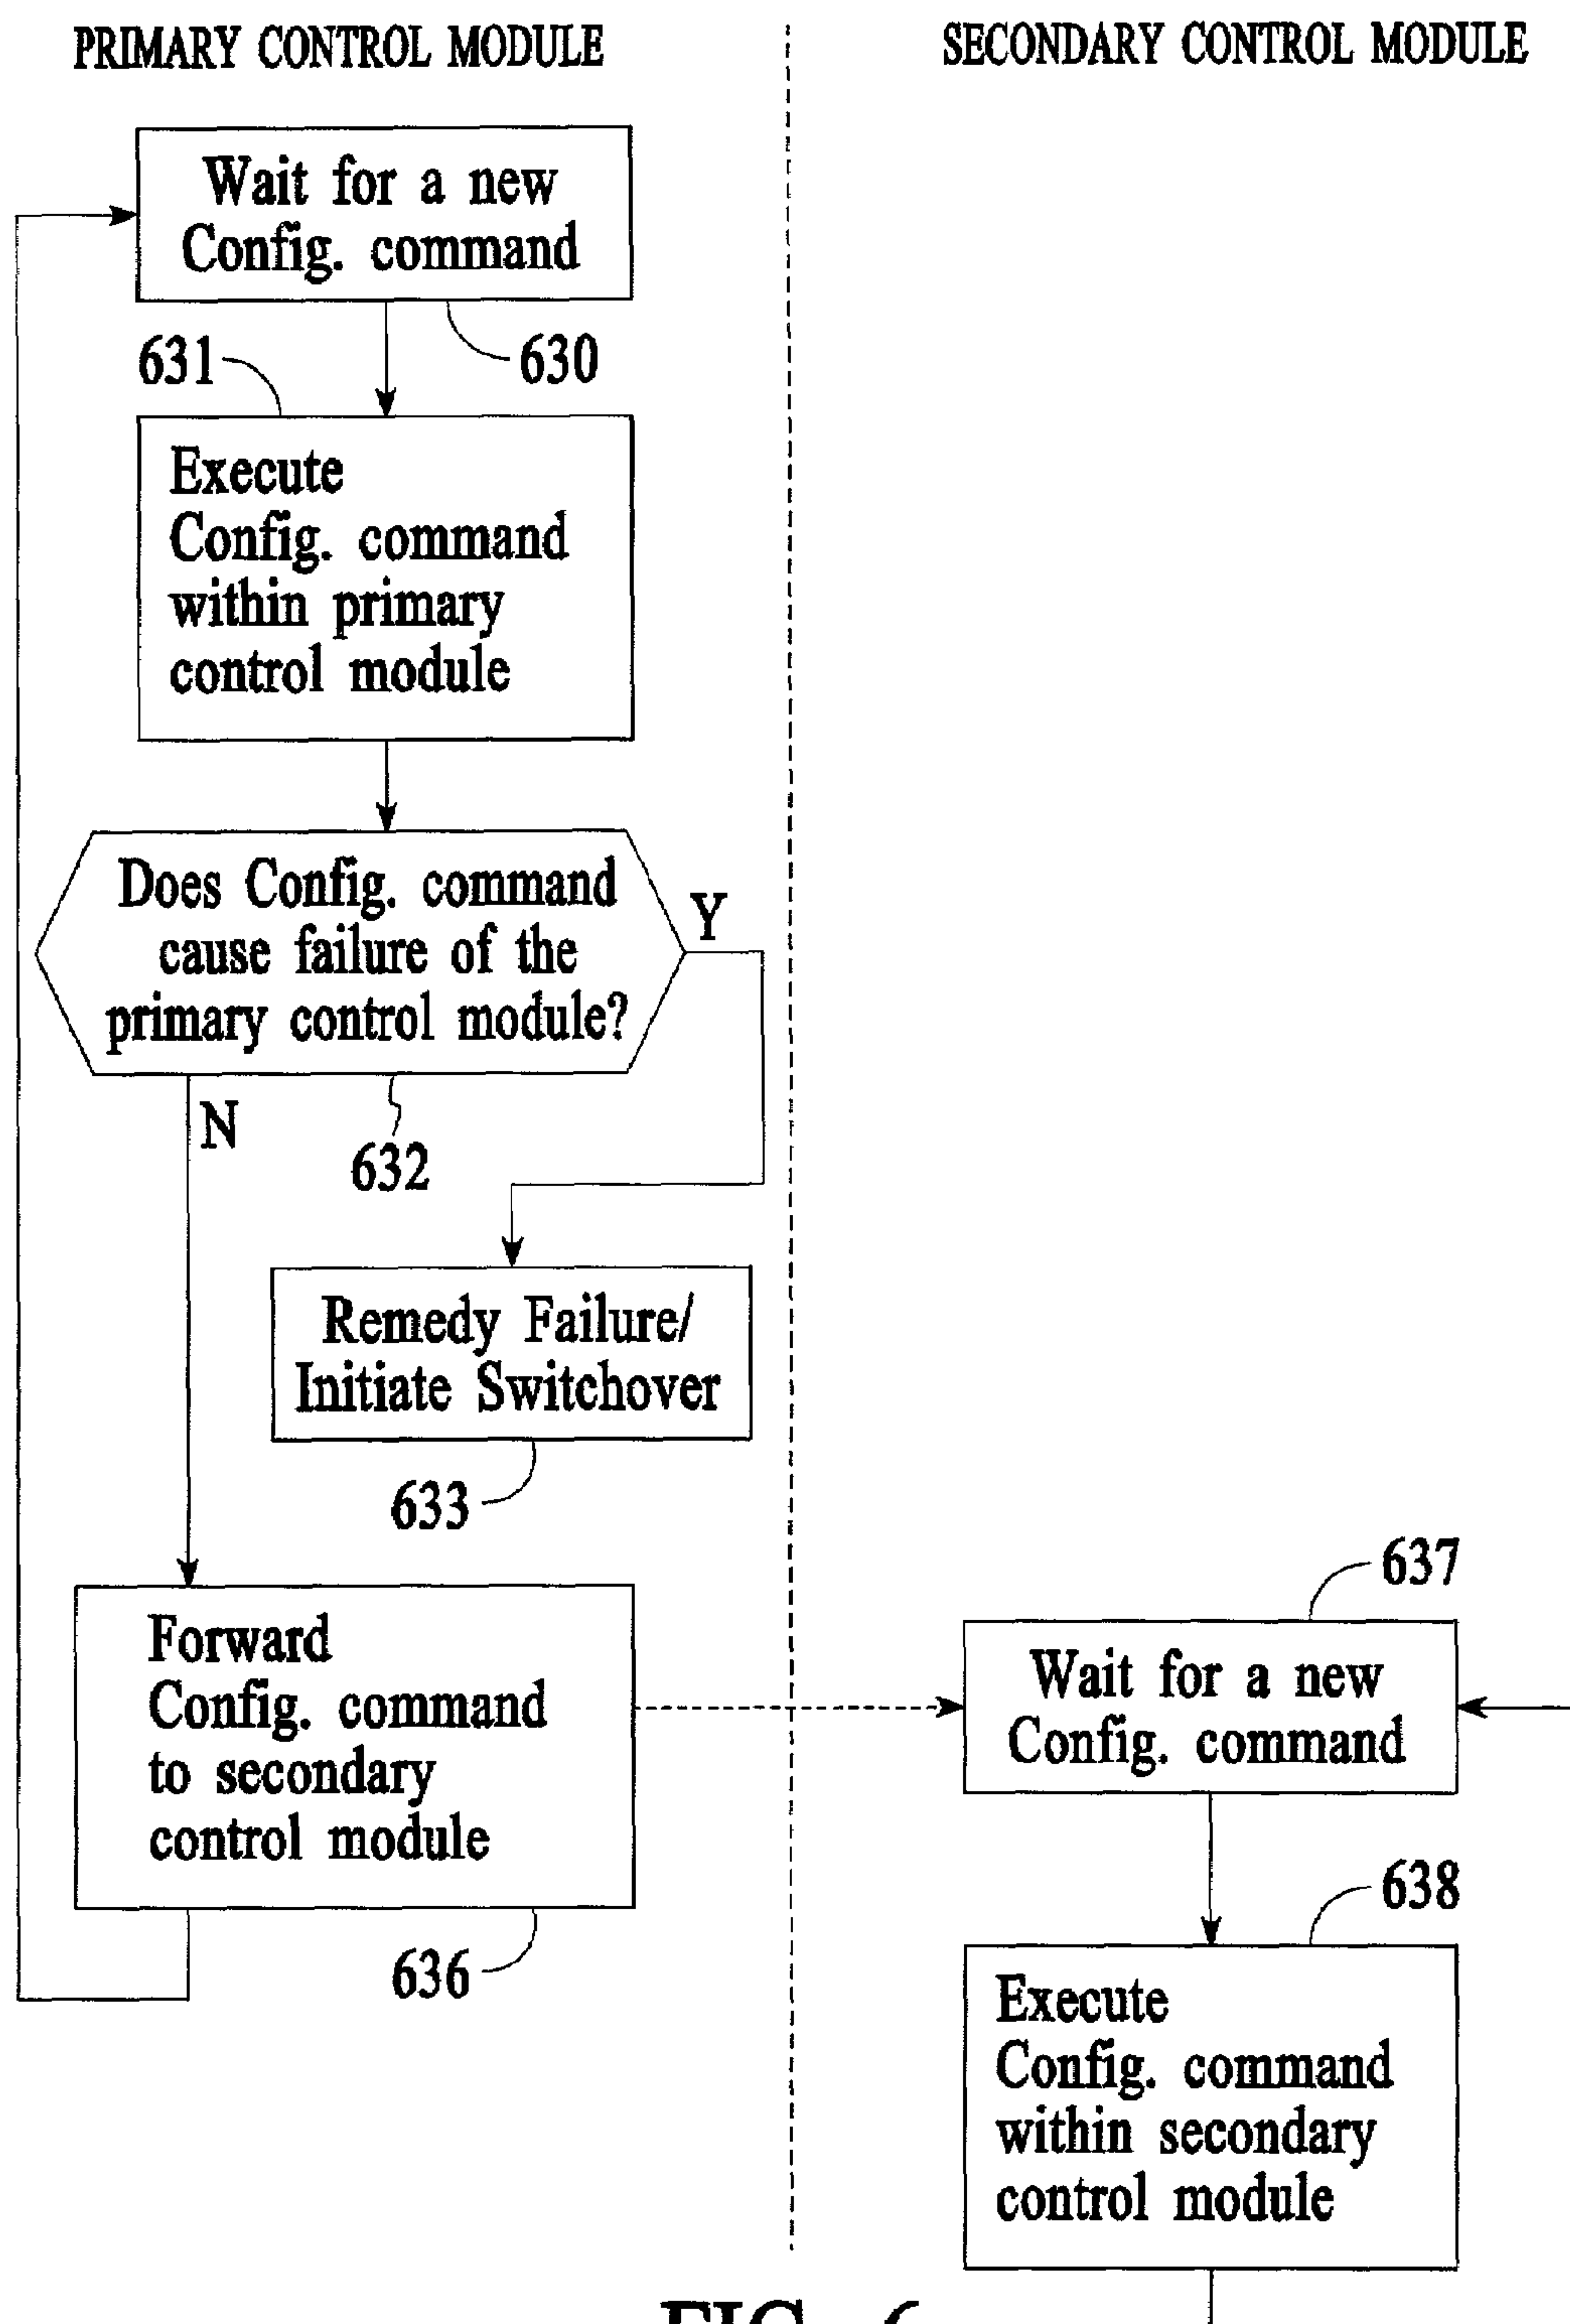 PRIMARY CONTROL MODULE
SECONDARY CONTROL MODULE
Wait for a new
Config. command
631
630
Execute
Config. command
within primary
control module
Does Config. command
cause failure of the
primary control module?
Y
N
632
Remedy Failure/
Initiate Switchover
633
Forward
Config. command
to secondary
control module
636
637
Wait for a new
Config. command
638
Execute
Config. command
within secondary
control module
FIG. 6